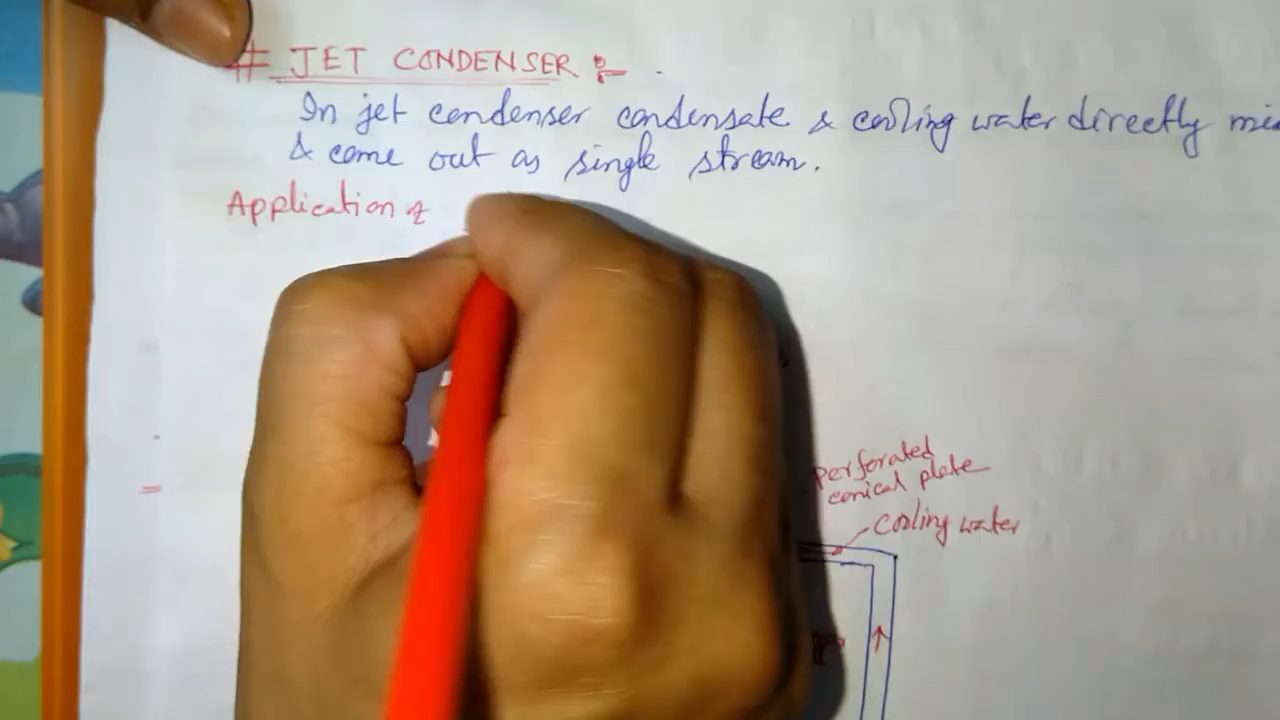 # JET CONDENSER :-
In jet condenser condensate & cooling water directly
& come out as single stream.
Application
perforated
conical plate
cooling water